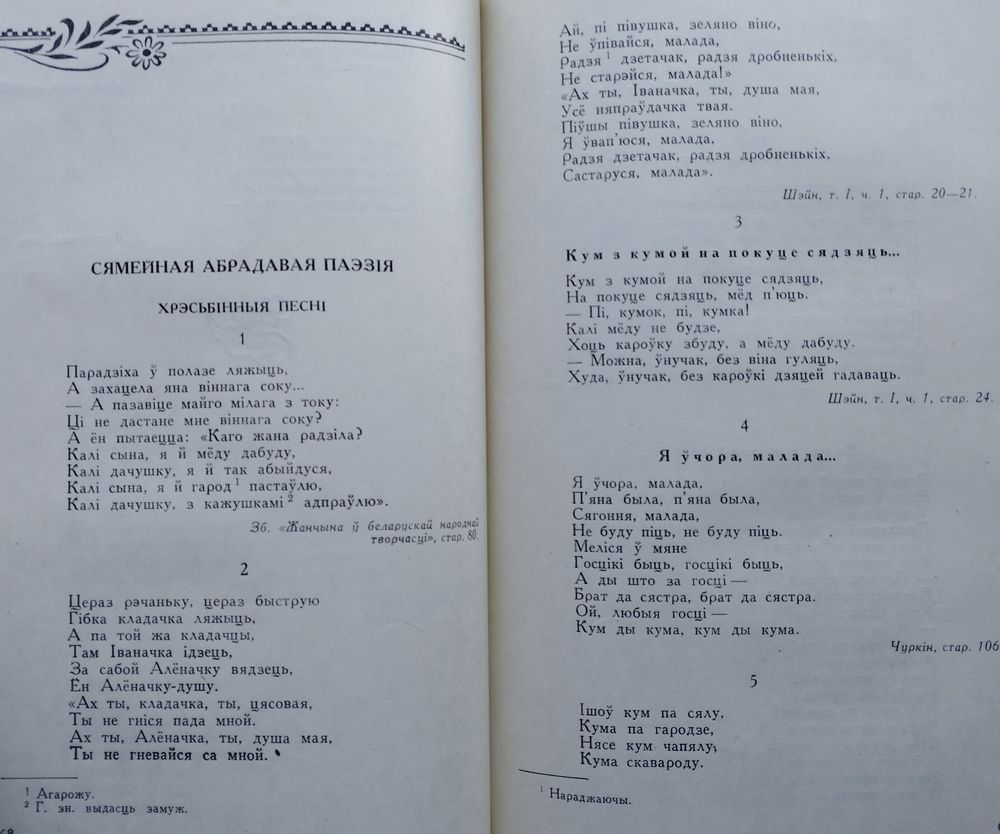 СЯМЕЙНАЯ АБРАДАВАЯ ПАЭЗІЯ
ХРЭСЬБІННЫЯ ПЕСНІ
1
Парадзіха ў полазе ляжыць,
А захацела яна віннага соку...
— А пазавіце майго мілага з току:
Ці не дастане мне віннага соку?
А ён пытаецца: «Каго жана радзіла?
Калі сына, я й мёду дабуду,
Калі дачушку, я й так абыйдуся,
Калі сына, я й гарод¹ пастаўлю,
Калі дачушку, з кажушкамі² адпраўлю».
Зб. «Жанчына ў беларускай народнай
творчасці», стар. 80.
2
Цераз рэчаньку, цераз быструю
Гібка кладачка ляжыць,
А па той жа кладачцы,
Там Іваначка ідзець,
За сабой Алёначку вядзець,
Ён Алёначку-душу.
«Ах ты, кладачка, ты, цясовая,
Ты не гніся пада мной.
Ах ты, Алёначка, ты, душа мая,
Ты не гневайся са мной.
¹ Агарожу.
² Г. зн. выдасць замуж.
Ай, пі півушка, зеляно віно,
Не ўпівайся, малада,
Радзя¹ дзетачак, радзя дробненькіх,
Не старэйся, малада!»
«Ах ты, Іваначка, ты, душа мая,
Усё няпраўдачка твая.
Піўшы півушка, зеляно віно,
Я ўвап'юся, малада,
Радзя дзетачак, радзя дробненькіх,
Састаруся, малада».
Шэйн, т. I, ч. 1, стар. 20—21.
3
Кум з кумой на покуце сядзяць...
Кум з кумой на покуце сядзяць,
На покуце сядзяць, мёд п'юць.
— Пі, кумок, пі, кумка!
Калі мёду не будзе,
Хоць кароўку збуду, а мёду дабуду.
— Можна, ўнучак, без віна гуляць,
Худа, ўнучак, без кароўкі дзяцей гадаваць.
Шэйн, т. I, ч. 1, стар. 24.
4
Я ўчора, малада...
Я ўчора, малада,
П'яна была, п'яна была,
Сягоння, малада,
Не буду піць, не буду піць.
Меліся ў мяне
Госцікі быць, госцікі быць,
А ды што за госці —
Брат да сястра, брат да сястра.
Ой, любыя госці —
Кум ды кума, кум ды кума.
Чуркін, стар. 106
5
Ішоў кум па сялу,
Кума па гародзе,
Нясе кум чапялу,
Кума скавароду.
¹ Нараджаючы.